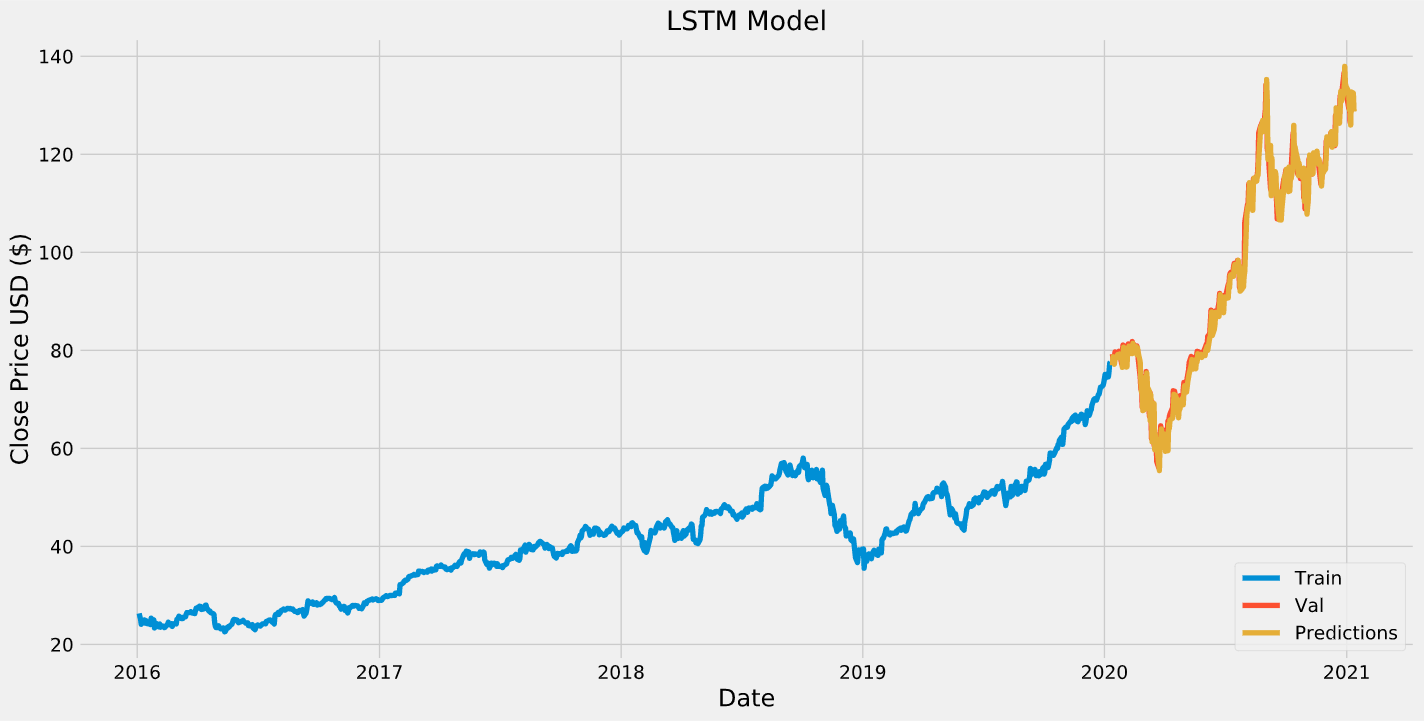 LSTM Model
Close Price USD ($)
140
120
100
80
60
40
20
Train
Val
Predictions
2016 2017 2018 2019 2020 2021
Date